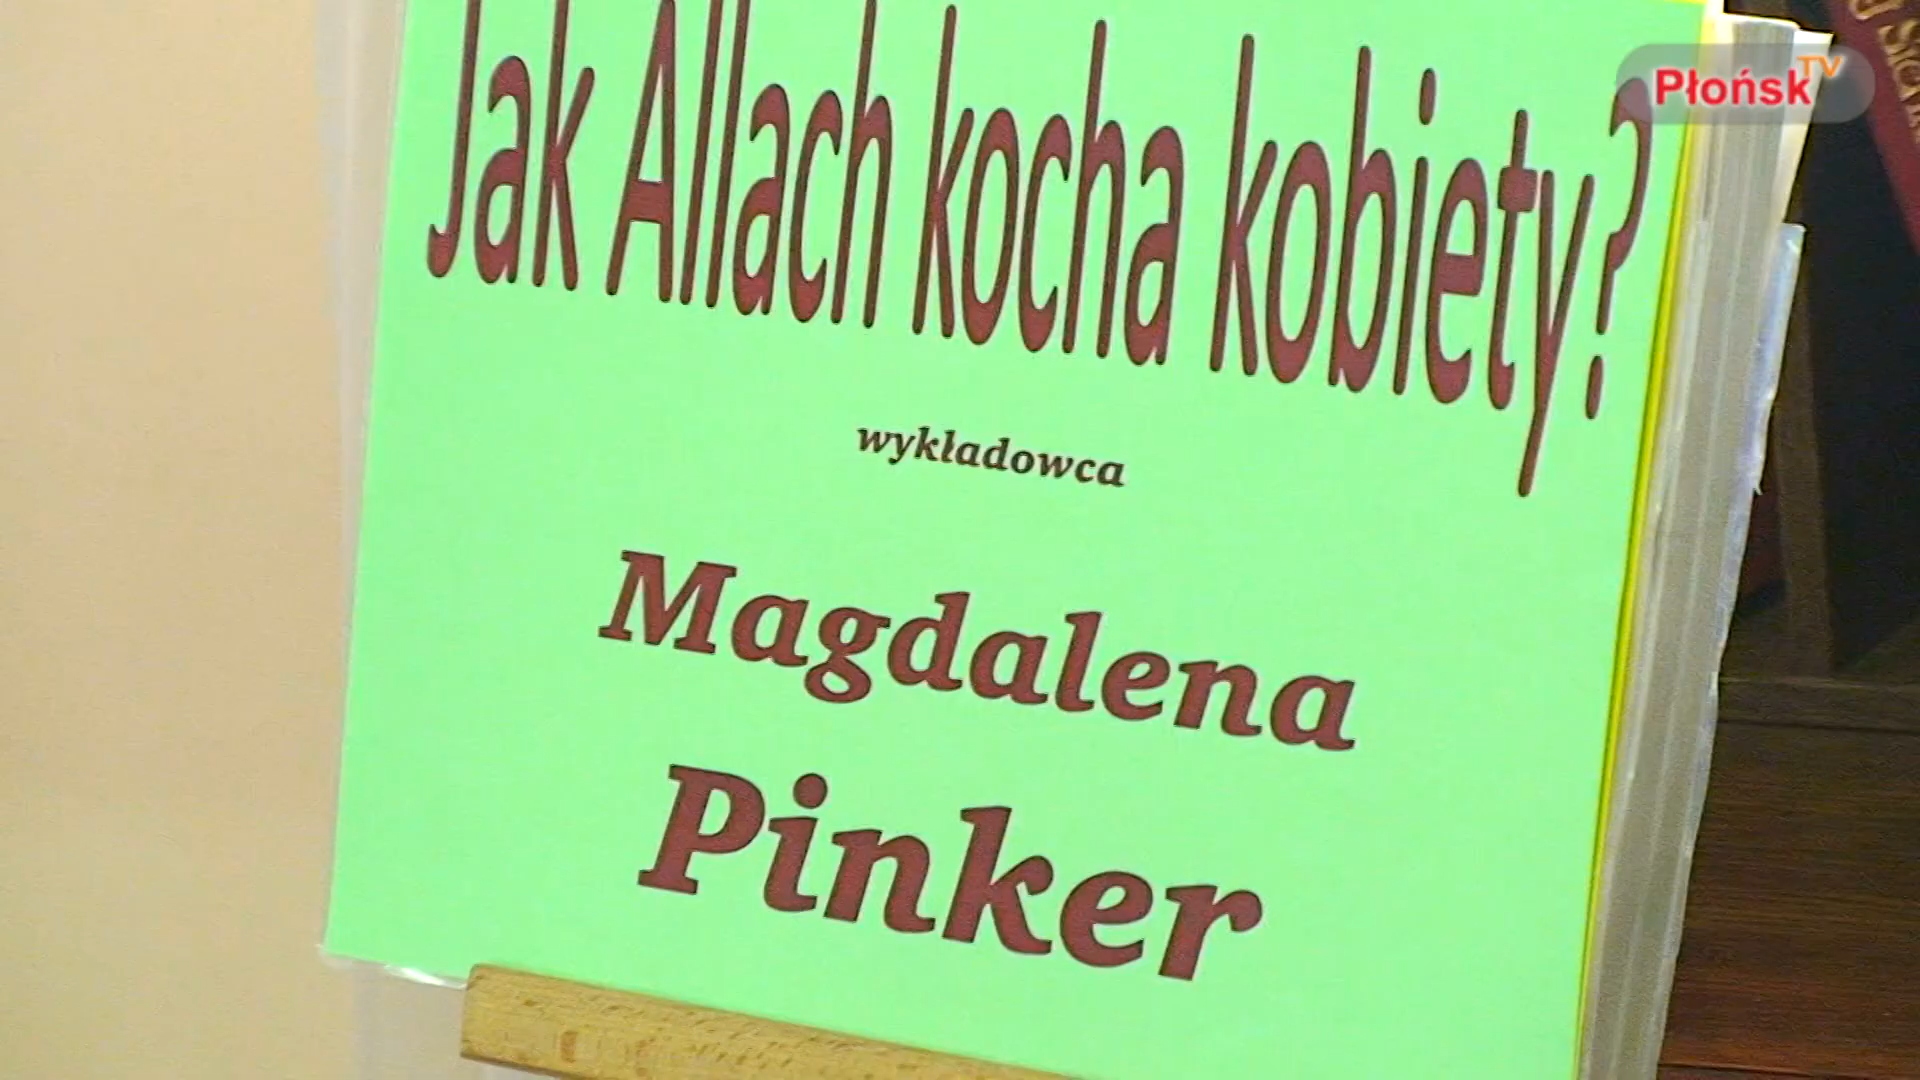 Płońsk TV
Jak Allach kocha kobiety?
wykładowca
Magdalena
Pinker